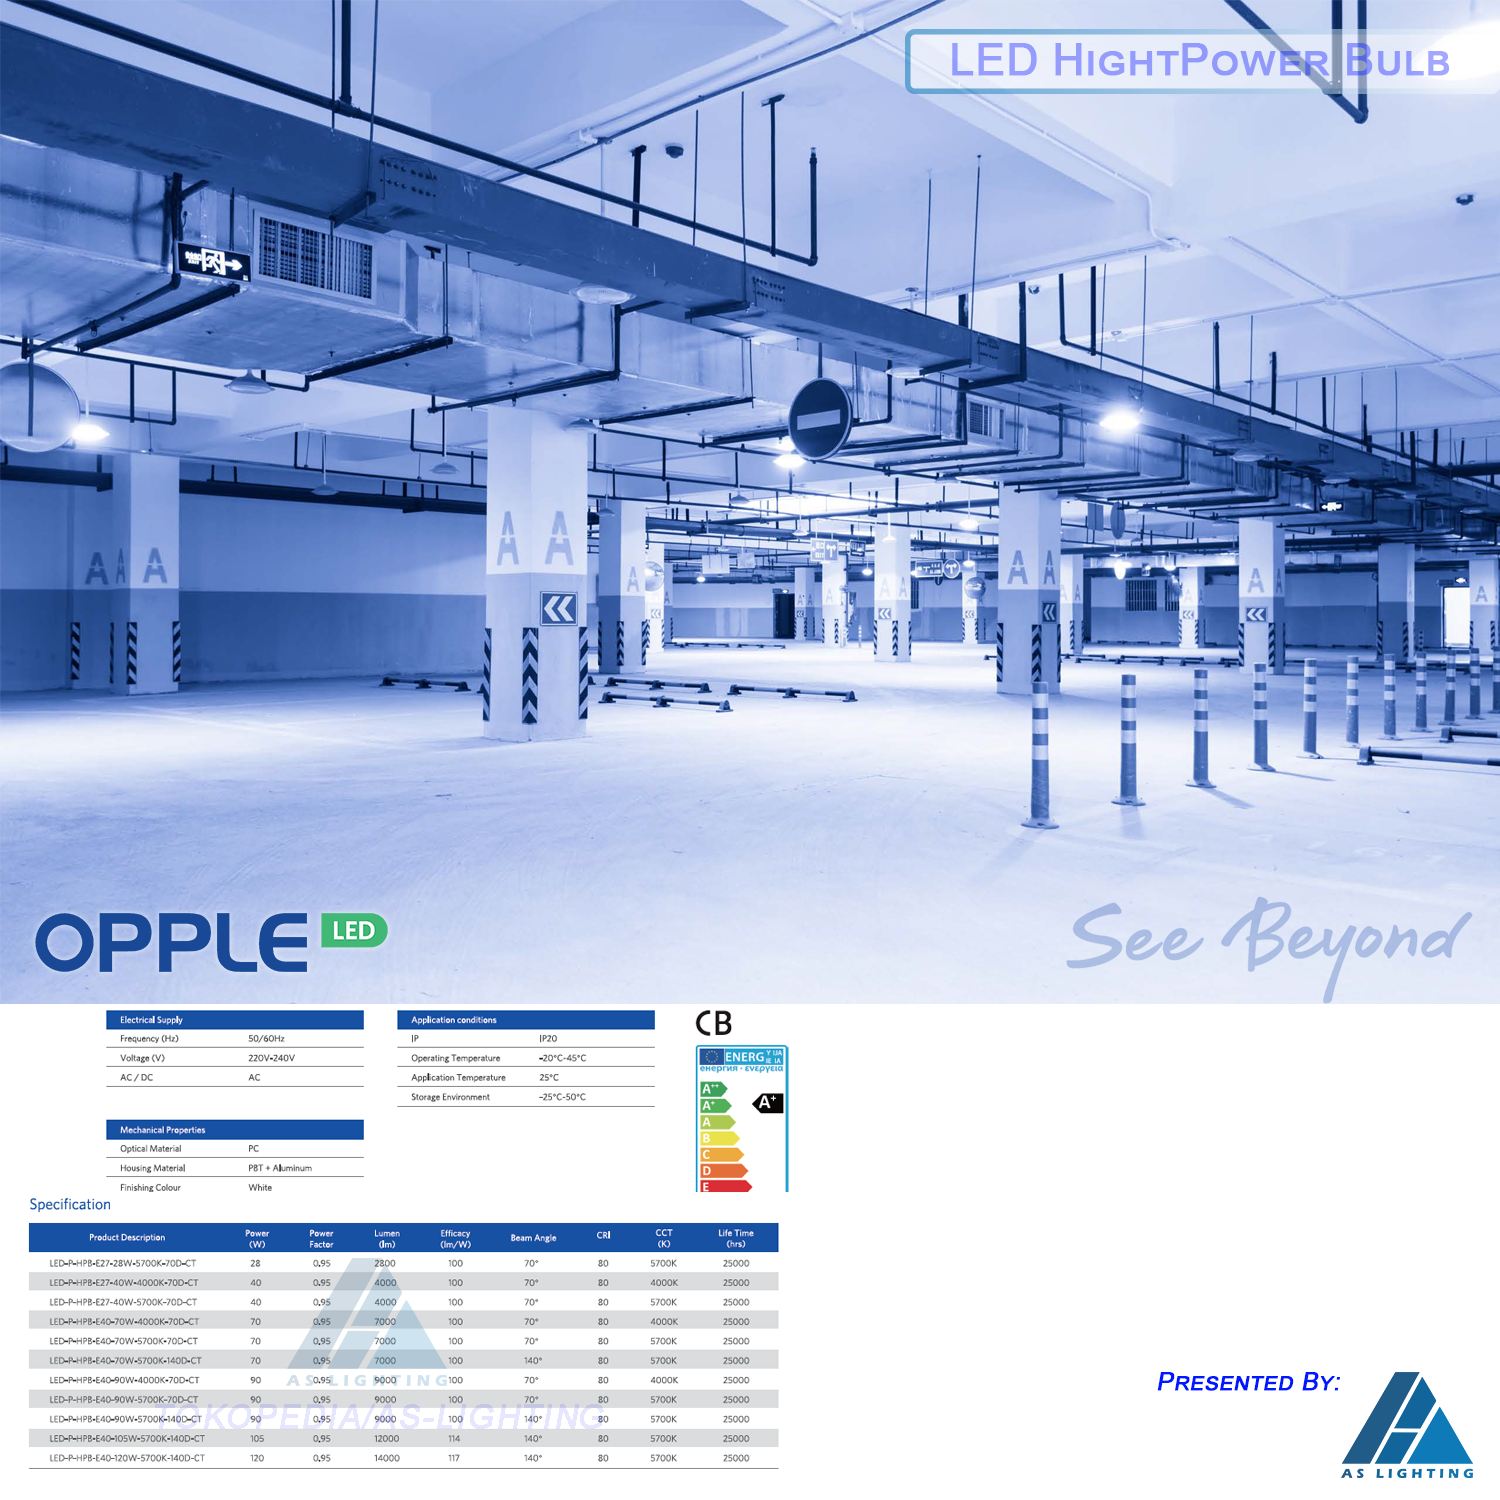 LED HightPower Bulb
A A
A A A
A A
A
OPPLE LED
See Beyond
Electrical Supply
Frequency (Hz) 50/60Hz
Voltage (V) 220V-240V
AC / DC AC
Application conditions
IP IP20
Operating Temperature -20°C-45°C
Application Temperature 25°C
Storage Environment -25°C-50°C
CB
ENERG Y IJA
IE IA
енергия · ενεργεια
A++
A+
A
B
C
D
E
A+
Mechanical Properties
Optical Material PC
Housing Material PBT + Aluminum
Finishing Colour White
Specification
Product Description Power (W) Power Factor Lumen (lm) Efficacy (lm/W) Beam Angle CRI CCT (K) Life Time (hrs)
LED-P-HPB-E27-28W-5700K-70D-CT 28 0.95 2800 100 70° 80 5700K 25000
LED-P-HPB-E27-40W-4000K-70D-CT 40 0.95 4000 100 70° 80 4000K 25000
LED-P-HPB-E27-40W-5700K-70D-CT 40 0.95 4000 100 70° 80 5700K 25000
LED-P-HPB-E40-70W-4000K-70D-CT 70 0.95 7000 100 70° 80 4000K 25000
LED-P-HPB-E40-70W-5700K-70D-CT 70 0.95 7000 100 70° 80 5700K 25000
LED-P-HPB-E40-70W-5700K-140D-CT 70 0.95 7000 100 140° 80 5700K 25000
LED-P-HPB-E40-90W-4000K-70D-CT 90 0.95 9000 100 70° 80 4000K 25000
LED-P-HPB-E40-90W-5700K-70D-CT 90 0.95 9000 100 70° 80 5700K 25000
LED-P-HPB-E40-90W-5700K-140D-CT 90 0.95 9000 100 140° 80 5700K 25000
LED-P-HPB-E40-105W-5700K-140D-CT 105 0.95 12000 114 140° 80 5700K 25000
LED-P-HPB-E40-120W-5700K-140D-CT 120 0.95 14000 117 140° 80 5700K 25000
AS LIGHTING
TOKOPEDIA/AS-LIGHTING
Presented By:
AS LIGHTING